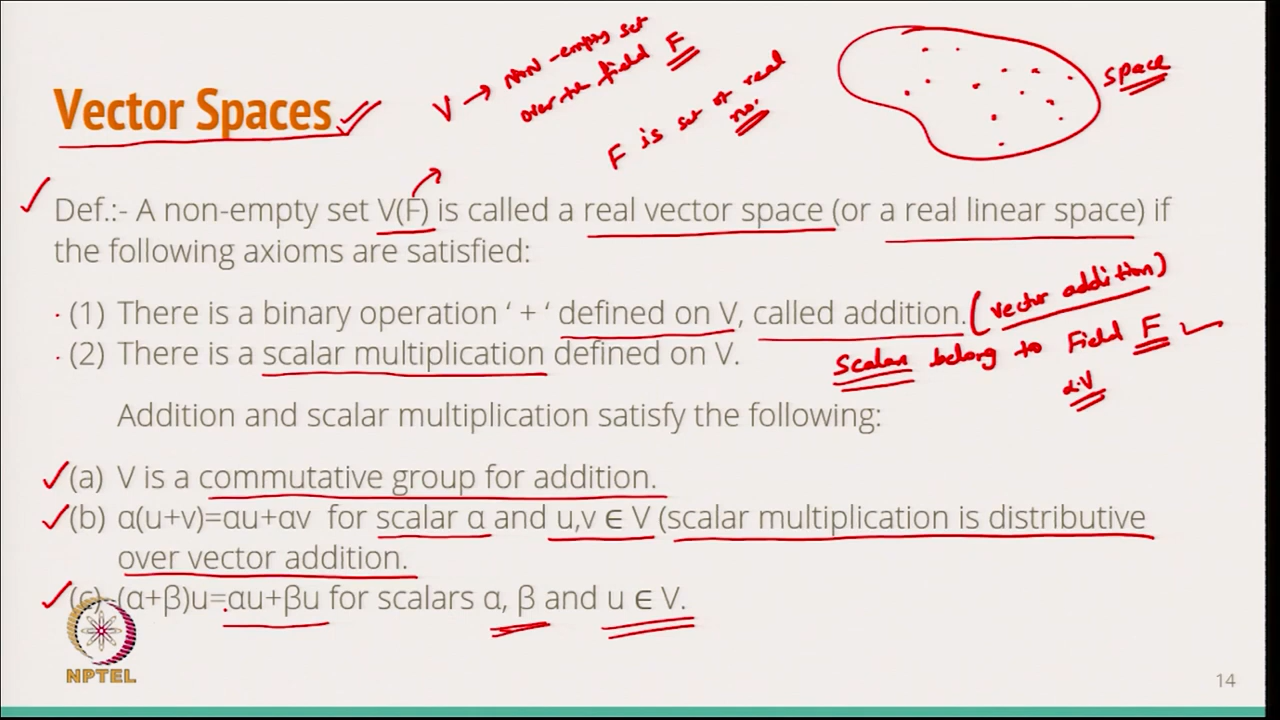 V → Non-empty set
over the field F
F is set of real
no.
space
Vector Spaces
Def.:- A non-empty set V(F) is called a real vector space (or a real linear space) if
the following axioms are satisfied:
(1) There is a binary operation ‘ + ‘ defined on V, called addition. (vector addition)
(2) There is a scalar multiplication defined on V.
Scalar belong to Field F
α.V
Addition and scalar multiplication satisfy the following:
(a) V is a commutative group for addition.
(b) α(u+v)=αu+αv for scalar α and u,v ∈ V (scalar multiplication is distributive
over vector addition.
(c) (α+β)u=αu+βu for scalars α, β and u ∈ V.
NPTEL
14